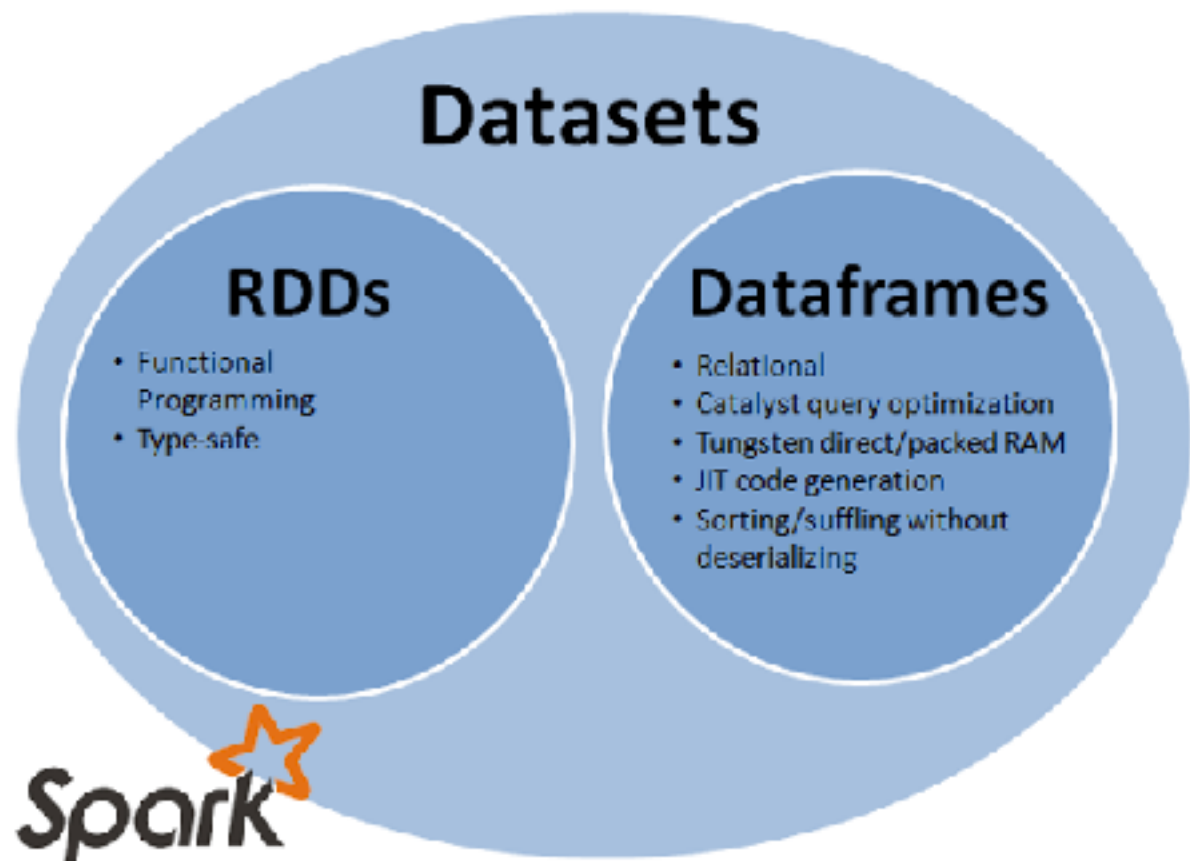 Datasets
RDDs
• Functional
Programming
• Type-safe
Dataframes
• Relational
• Catalyst query optimization
• Tungsten direct/packed RAM
• JIT code generation
• Sorting/suffling without
deserializing
Spark